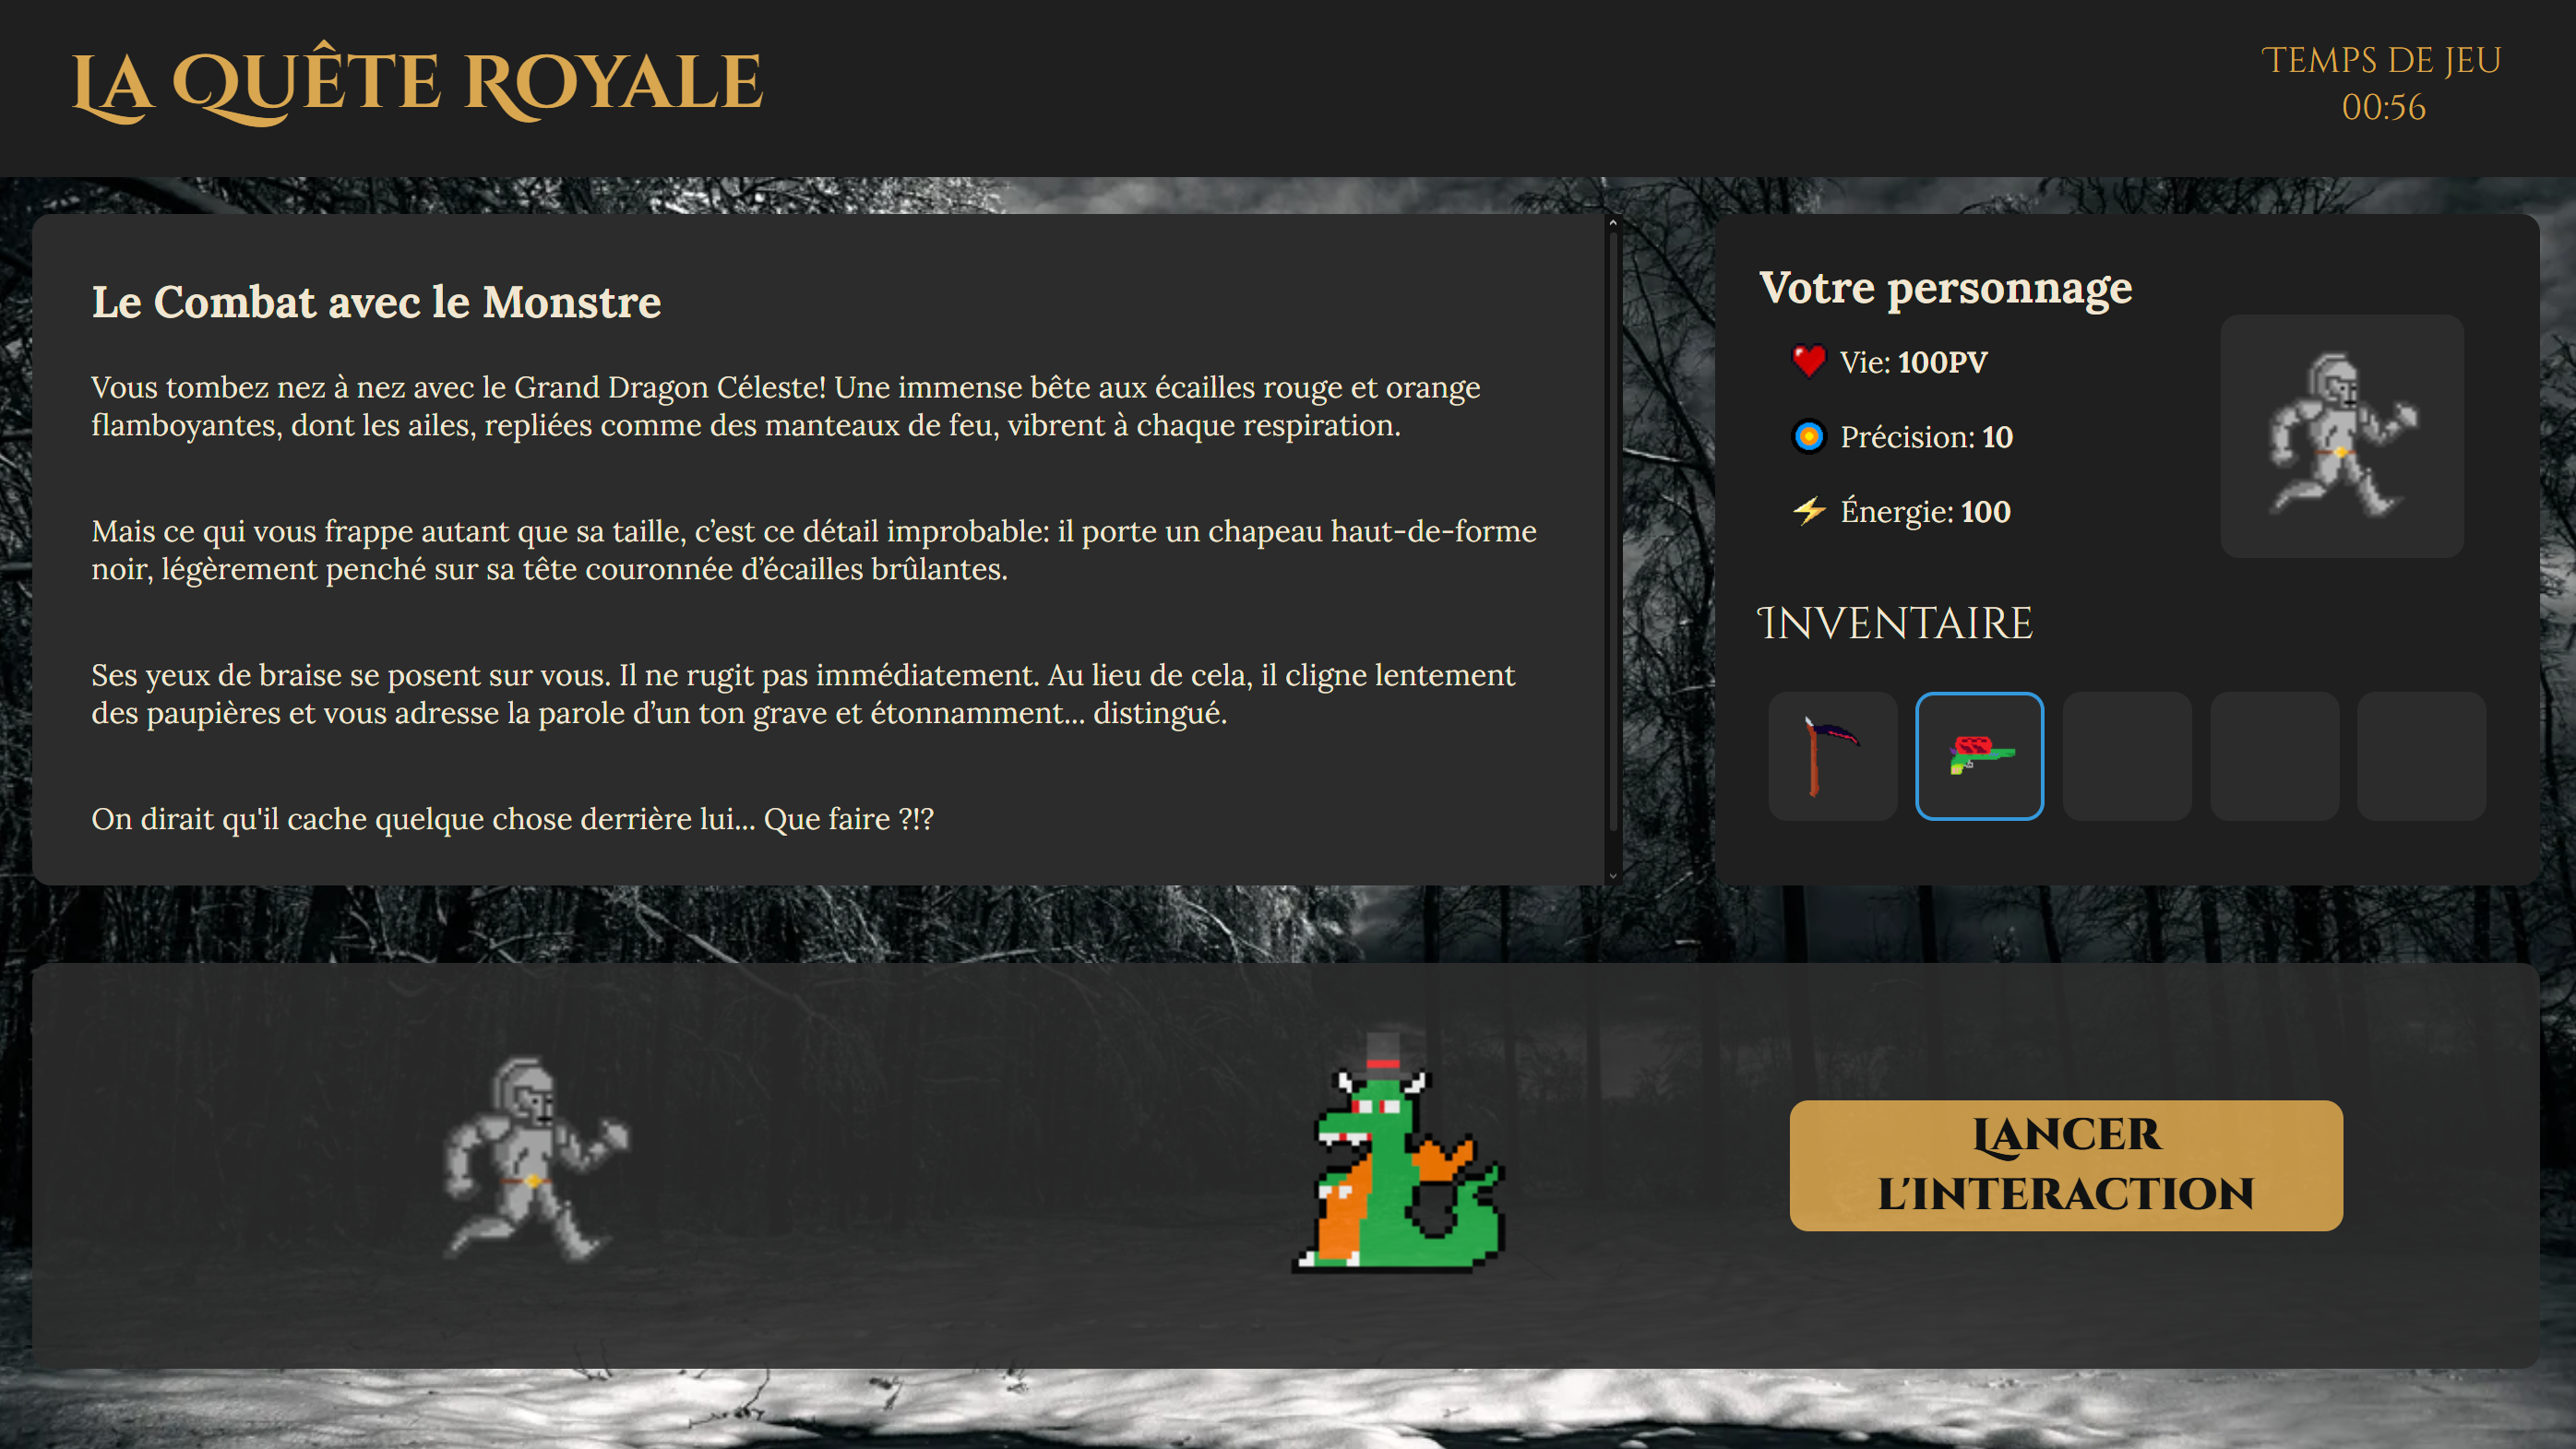 La Quête Royale
Temps de jeu
00:56
Le Combat avec le Monstre
Vous tombez nez à nez avec le Grand Dragon Céleste! Une immense bête aux écailles rouge et orange
flamboyantes, dont les ailes, repliées comme des manteaux de feu, vibrent à chaque respiration.
Mais ce qui vous frappe autant que sa taille, c’est ce détail improbable: il porte un chapeau haut-de-forme
noir, légèrement penché sur sa tête couronnée d’écailles brûlantes.
Ses yeux de braise se posent sur vous. Il ne rugit pas immédiatement. Au lieu de cela, il cligne lentement
des paupières et vous adresse la parole d’un ton grave et étonnamment... distingué.
On dirait qu'il cache quelque chose derrière lui... Que faire ?!?
Votre personnage
Vie: 100PV
Précision: 10
Énergie: 100
Inventaire
Lancer
l'interaction